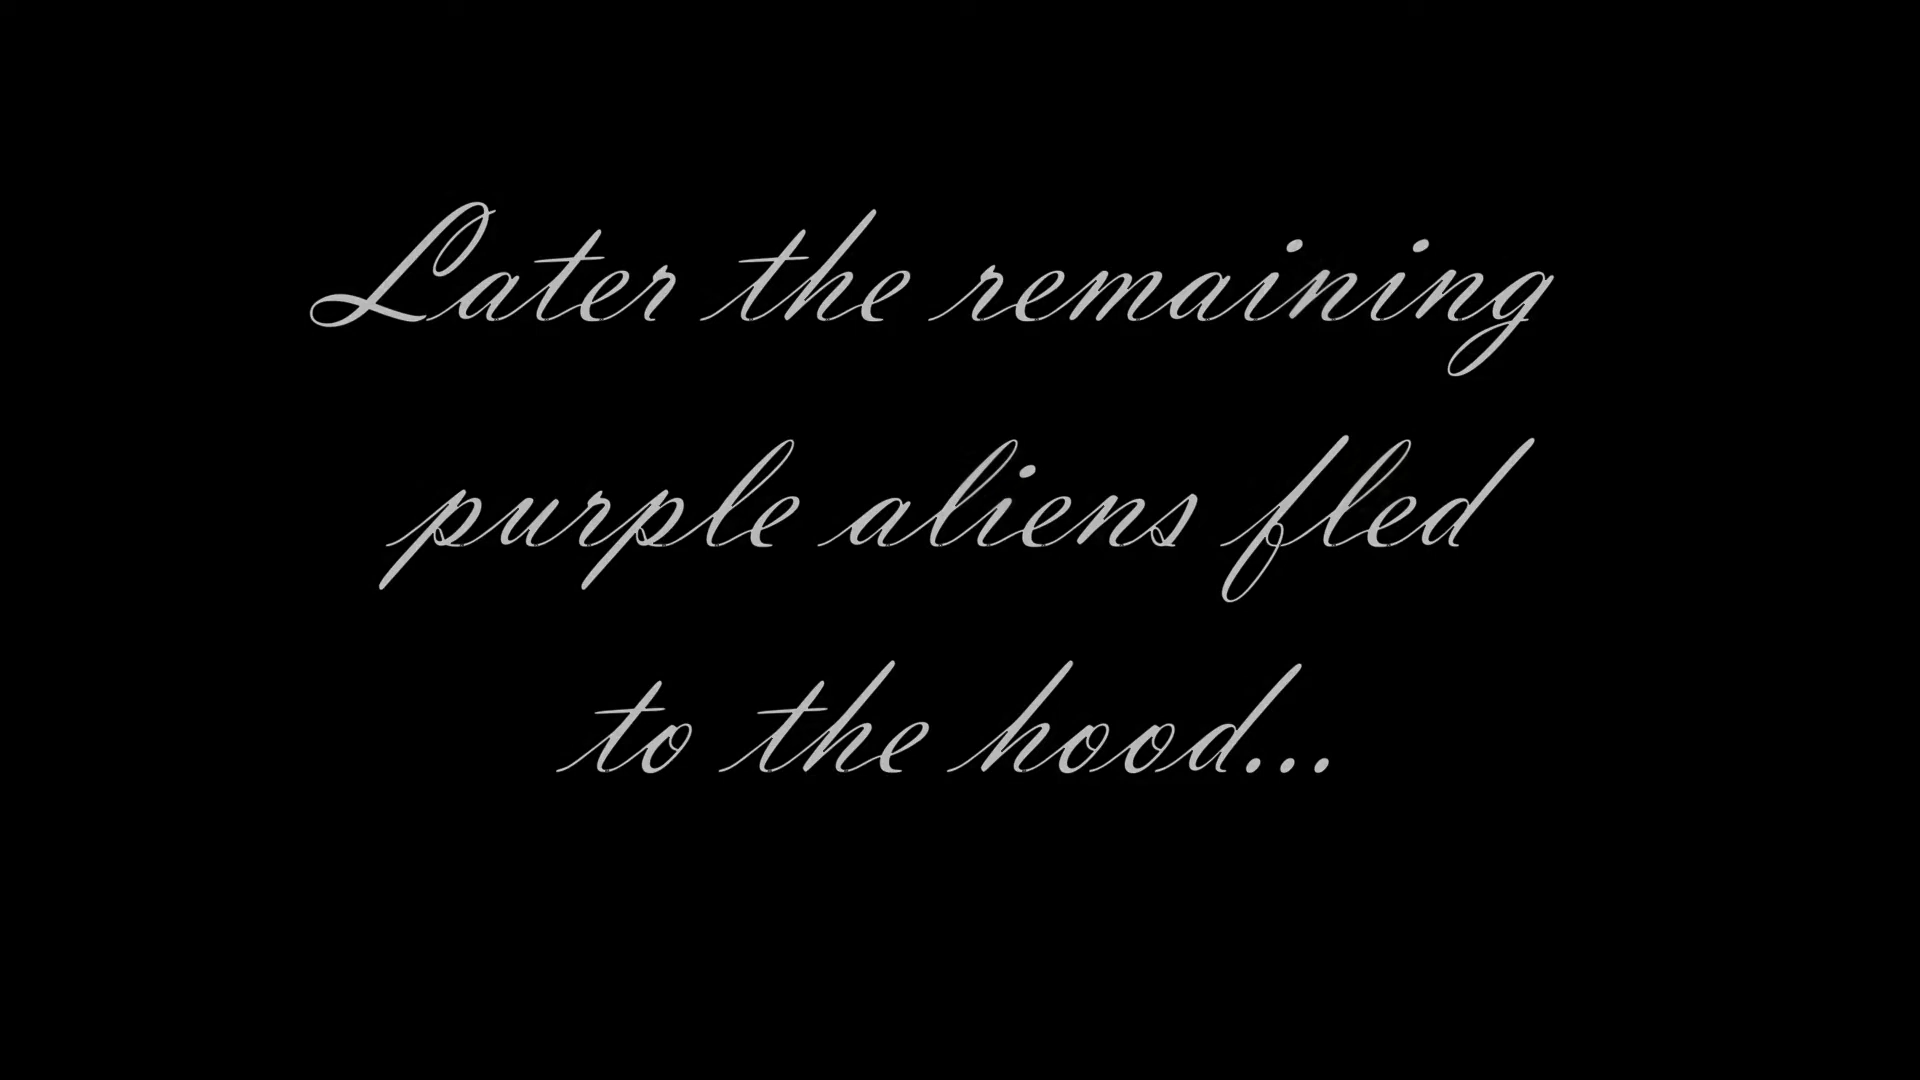 Later the remaining
purple aliens fled
to the hood...